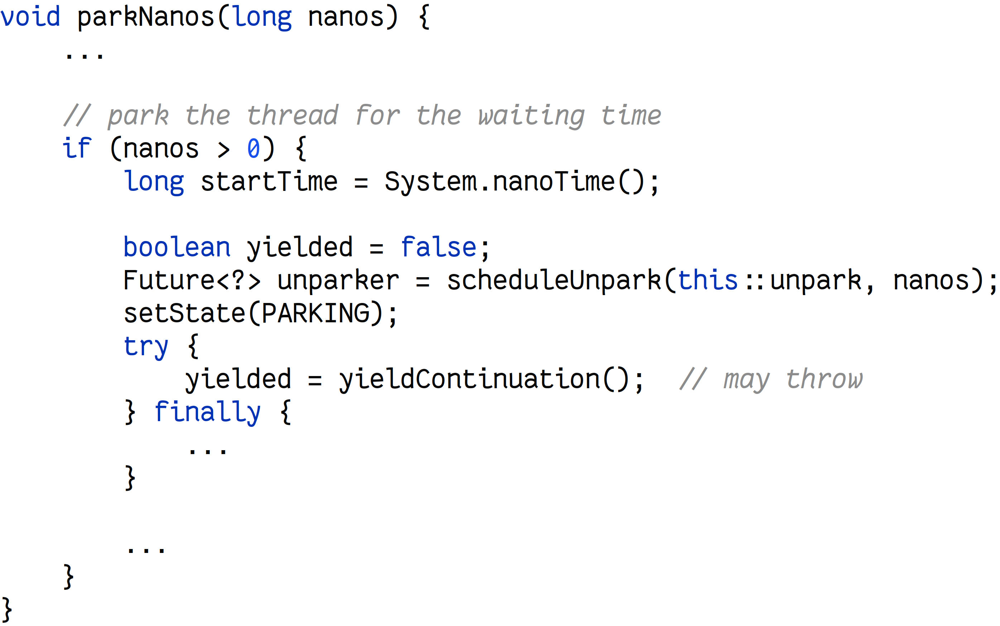 void parkNanos(long nanos) {
    ...

    // park the thread for the waiting time
    if (nanos > 0) {
        long startTime = System.nanoTime();

        boolean yielded = false;
        Future<?> unparker = scheduleUnpark(this::unpark, nanos);
        setState(PARKING);
        try {
            yielded = yieldContinuation();  // may throw
        } finally {
            ...
        }

        ...
    }
}